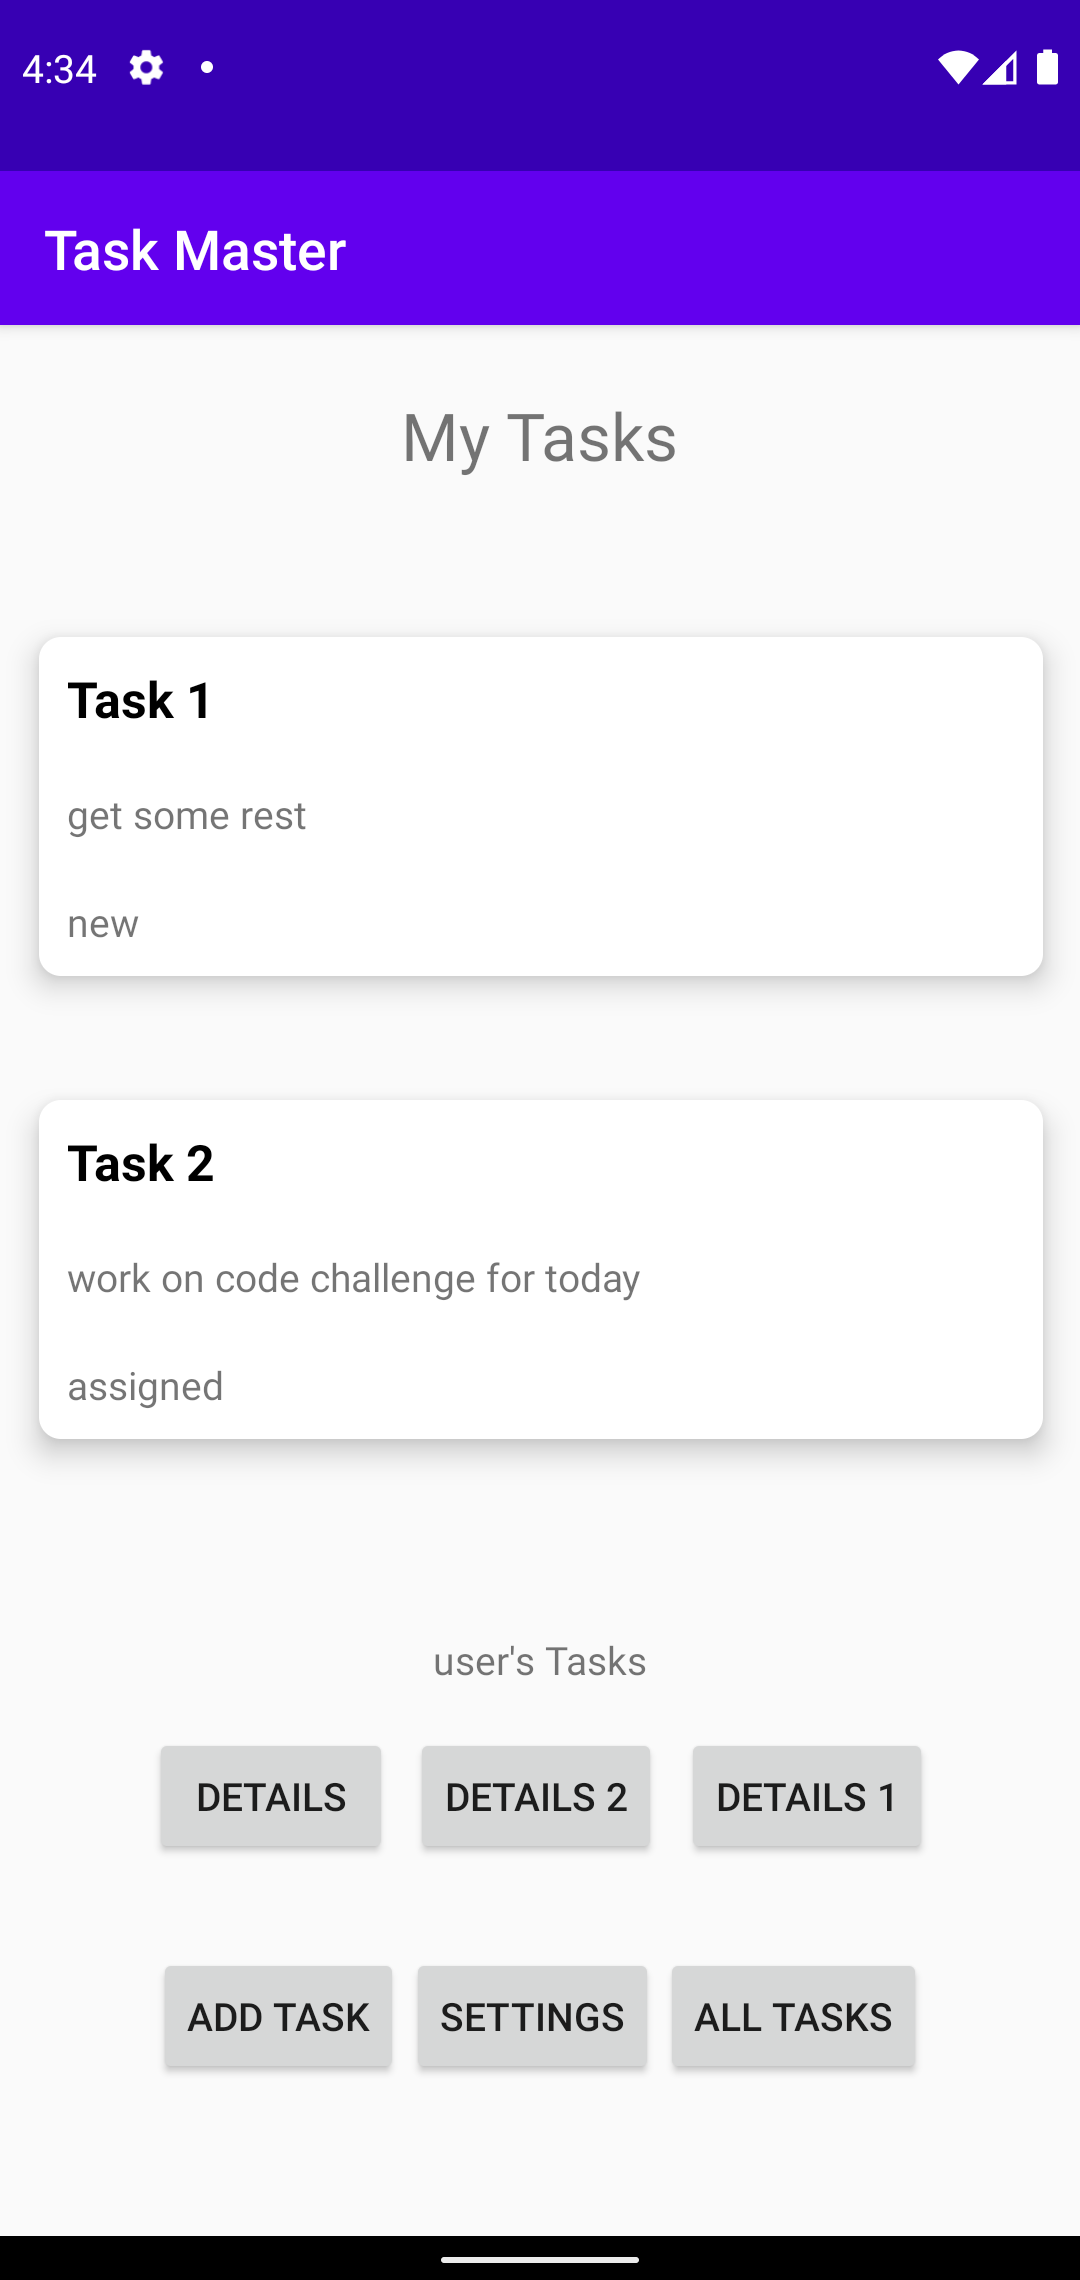 4:34
Task Master
My Tasks
Task 1
get some rest
new
Task 2
work on code challenge for today
assigned
user's Tasks
DETAILS DETAILS 2 DETAILS 1
ADD TASK SETTINGS ALL TASKS